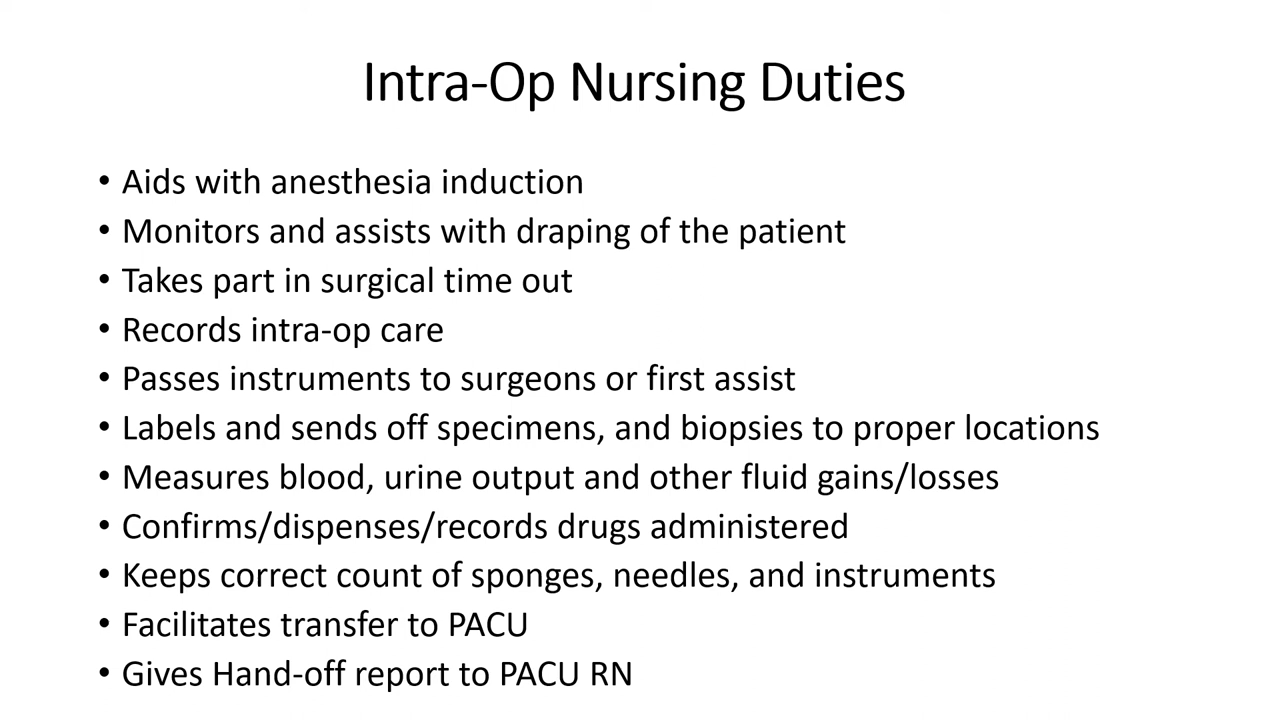 Intra-Op Nursing Duties
• Aids with anesthesia induction
• Monitors and assists with draping of the patient
• Takes part in surgical time out
• Records intra-op care
• Passes instruments to surgeons or first assist
• Labels and sends off specimens, and biopsies to proper locations
• Measures blood, urine output and other fluid gains/losses
• Confirms/dispenses/records drugs administered
• Keeps correct count of sponges, needles, and instruments
• Facilitates transfer to PACU
• Gives Hand-off report to PACU RN